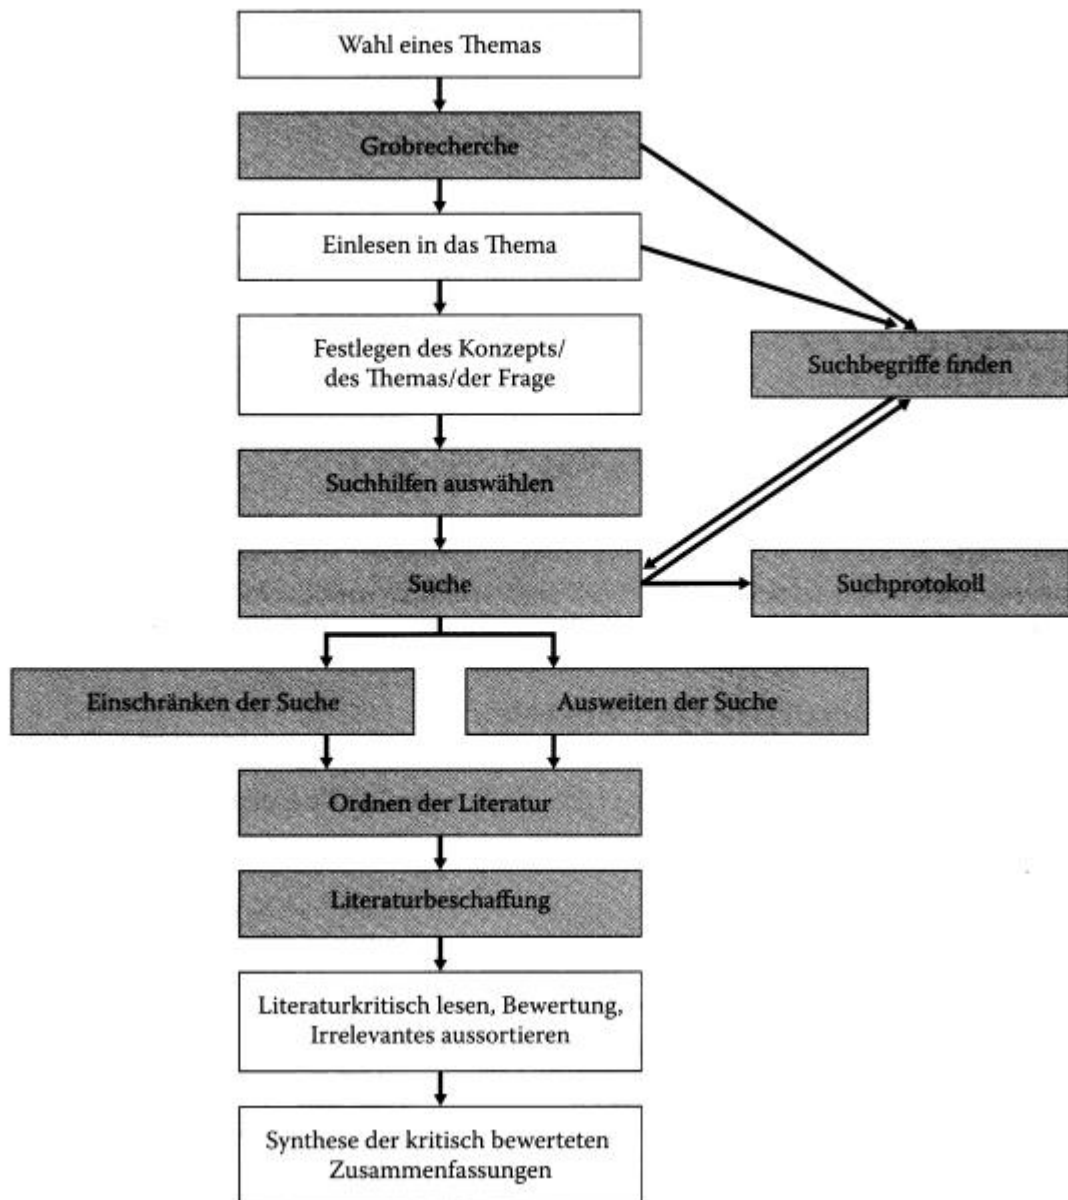 Wahl eines Themas
Grobrecherche
Einlesen in das Thema
Festlegen des Konzepts/
des Themas/der Frage
Suchbegriffe finden
Suchhilfen auswählen
Suche
Suchprotokoll
Einschränken der Suche
Ausweiten der Suche
Ordnen der Literatur
Literaturbeschaffung
Literaturkritisch lesen, Bewertung,
Irrelevantes aussortieren
Synthese der kritisch bewerteten
Zusammenfassungen